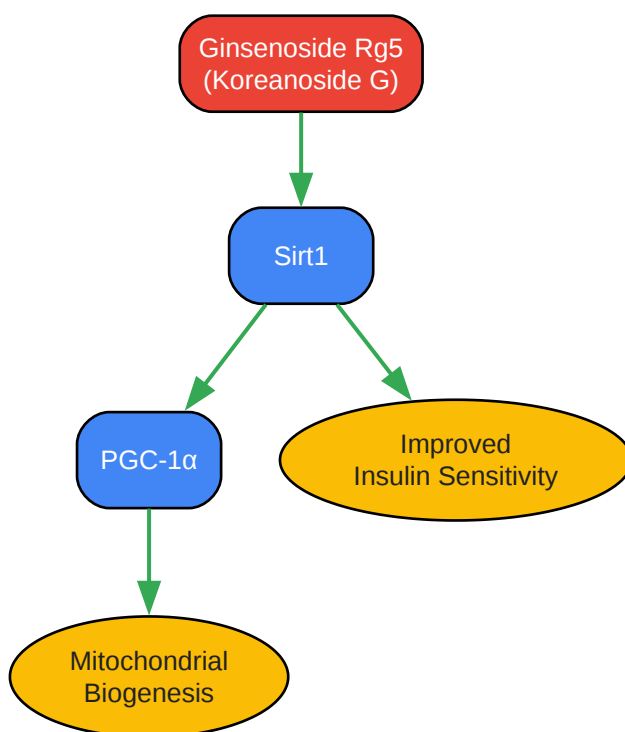 Ginsenoside Rg5
(Koreanoside G)
Sirt1
PGC-1α
Improved
Insulin Sensitivity
Mitochondrial
Biogenesis